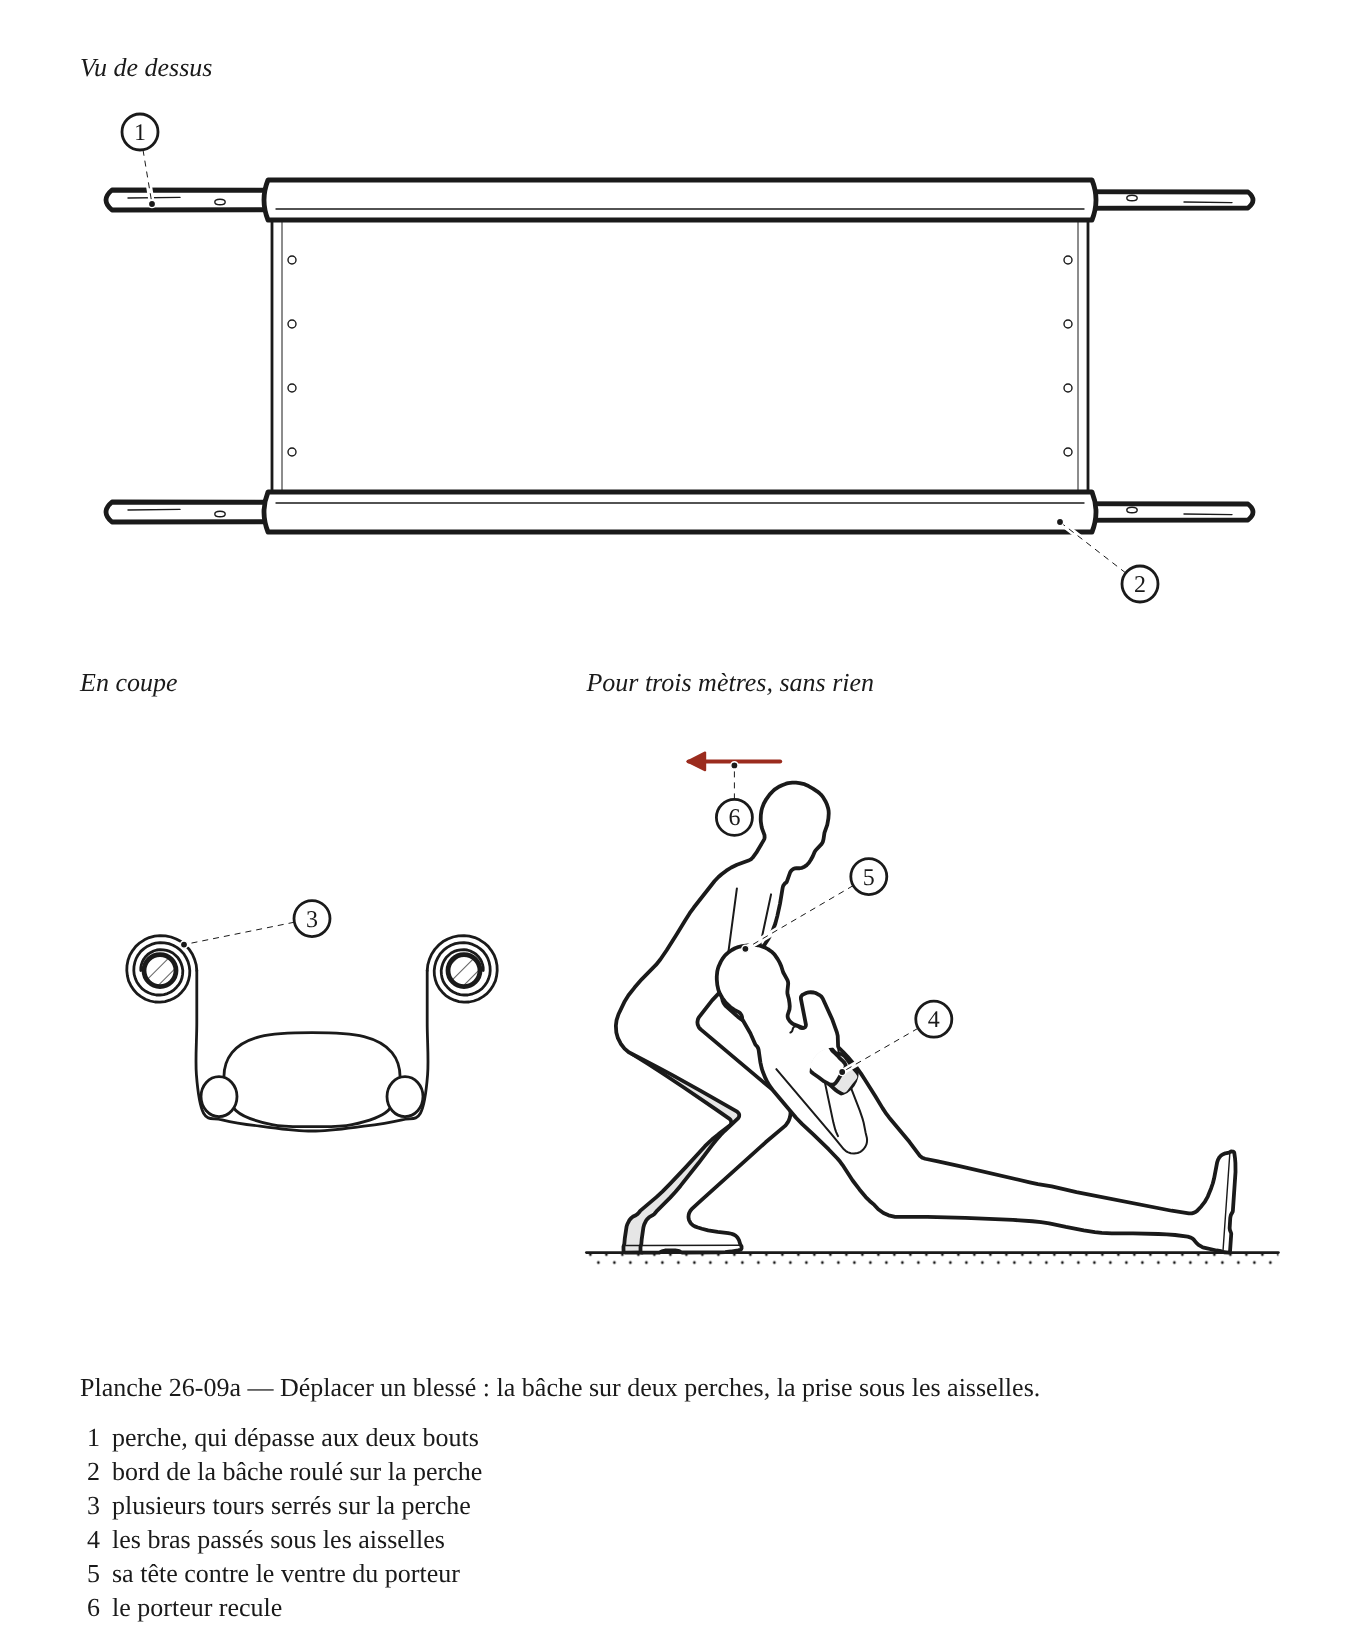 Vu de dessus
1
2
En coupe
Pour trois mètres, sans rien
6
5
3
4
Planche 26-09a — Déplacer un blessé : la bâche sur deux perches, la prise sous les aisselles.
1 perche, qui dépasse aux deux bouts
2 bord de la bâche roulé sur la perche
3 plusieurs tours serrés sur la perche
4 les bras passés sous les aisselles
5 sa tête contre le ventre du porteur
6 le porteur recule